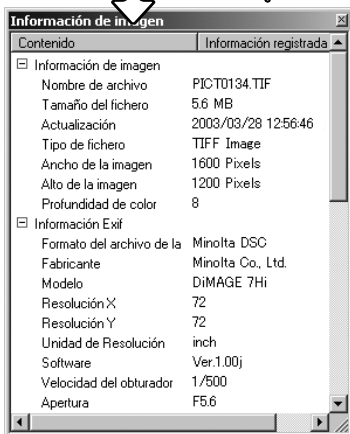 Información de imagen
Contenido Información registrada
Información de imagen
Nombre de archivo PICT0134.TIF
Tamaño del fichero 5.6 MB
Actualización 2003/03/28 12:56:46
Tipo de fichero TIFF Image
Ancho de la imagen 1600 Pixels
Alto de la imagen 1200 Pixels
Profundidad de color 8
Información Exif
Formato del archivo de la Minolta DSC
Fabricante Minolta Co., Ltd.
Modelo DiMAGE 7Hi
Resolución X 72
Resolución Y 72
Unidad de Resolución inch
Software Ver.1.00j
Velocidad del obturador 1/500
Apertura F5.6